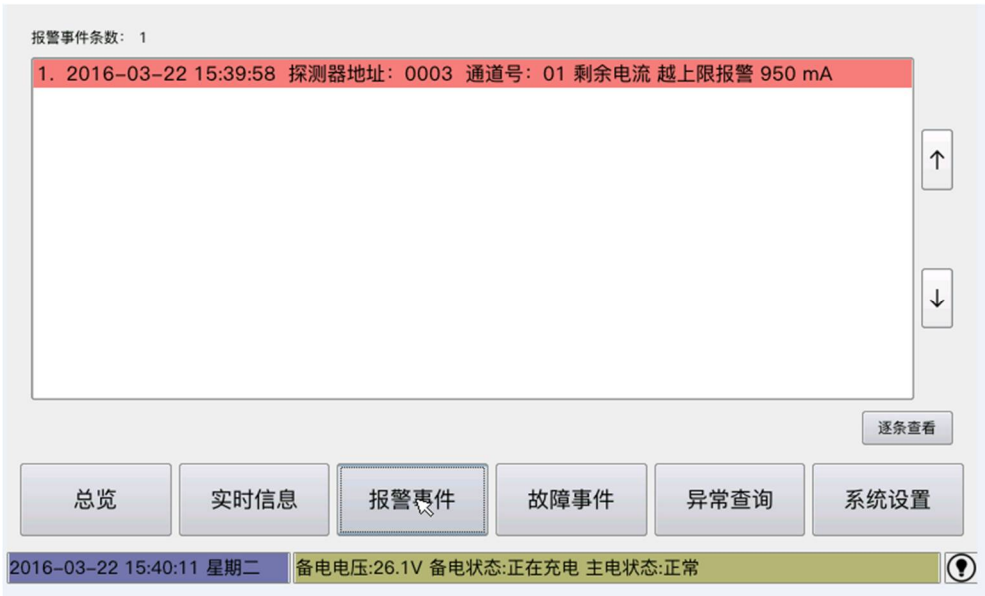 报警事件条数： 1
1. 2016-03-22 15:39:58 探测器地址：0003 通道号：01 剩余电流 越上限报警 950 mA
↑
↓
逐条查看
总览 实时信息 报警事件 故障事件 异常查询 系统设置
2016-03-22 15:40:11 星期二 备电电压:26.1V 备电状态:正在充电 主电状态:正常